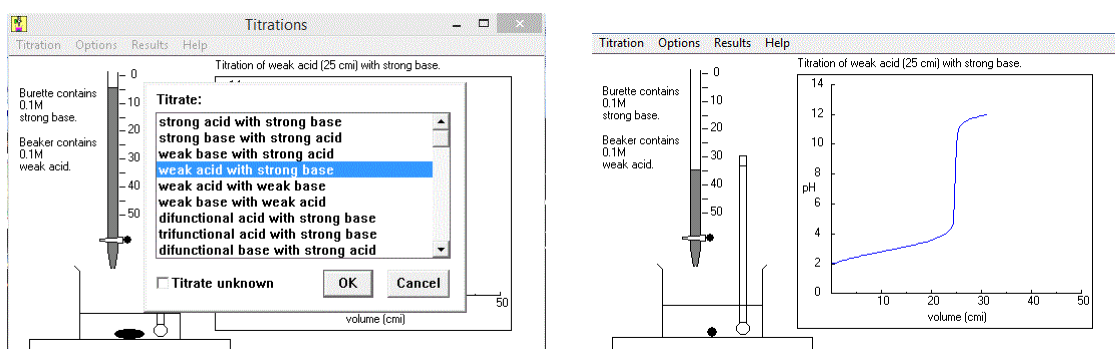 Titrations
Titration Options Results Help
Titration of weak acid (25 cmi) with strong base.
Burette contains
0.1M
strong base.
Beaker contains
0.1M
weak acid.
0
10
20
30
40
50
Titrate:
strong acid with strong base
strong base with strong acid
weak base with strong acid
weak acid with strong base
weak acid with weak base
weak base with weak acid
difunctional acid with strong base
trifunctional acid with strong base
difunctional base with strong acid
Titrate unknown
OK
Cancel
50
volume (cmi)
Titration Options Results Help
Titration of weak acid (25 cmi) with strong base.
Burette contains
0.1M
strong base.
Beaker contains
0.1M
weak acid.
0
10
20
30
40
50
14
12
8
pH
6
4
2
0
10 20 30 40 50
volume (cmi)